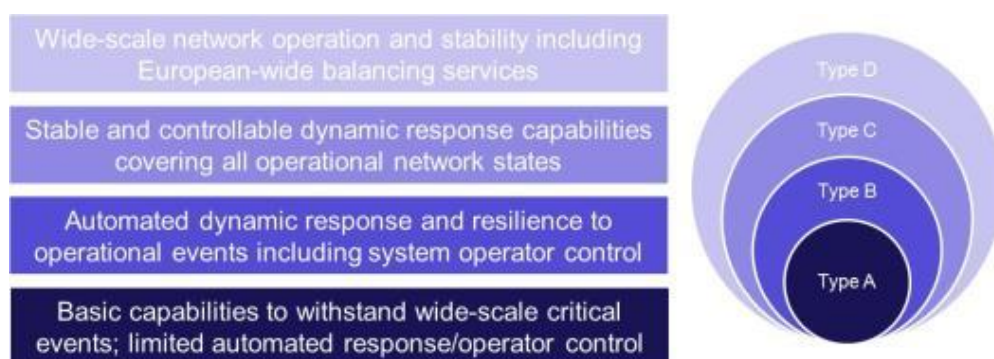 Wide-scale network operation and stability including
European-wide balancing services
Stable and controllable dynamic response capabilities
covering all operational network states
Automated dynamic response and resilience to
operational events including system operator control
Basic capabilities to withstand wide-scale critical
events; limited automated response/operator control
Type D
Type C
Type B
Type A